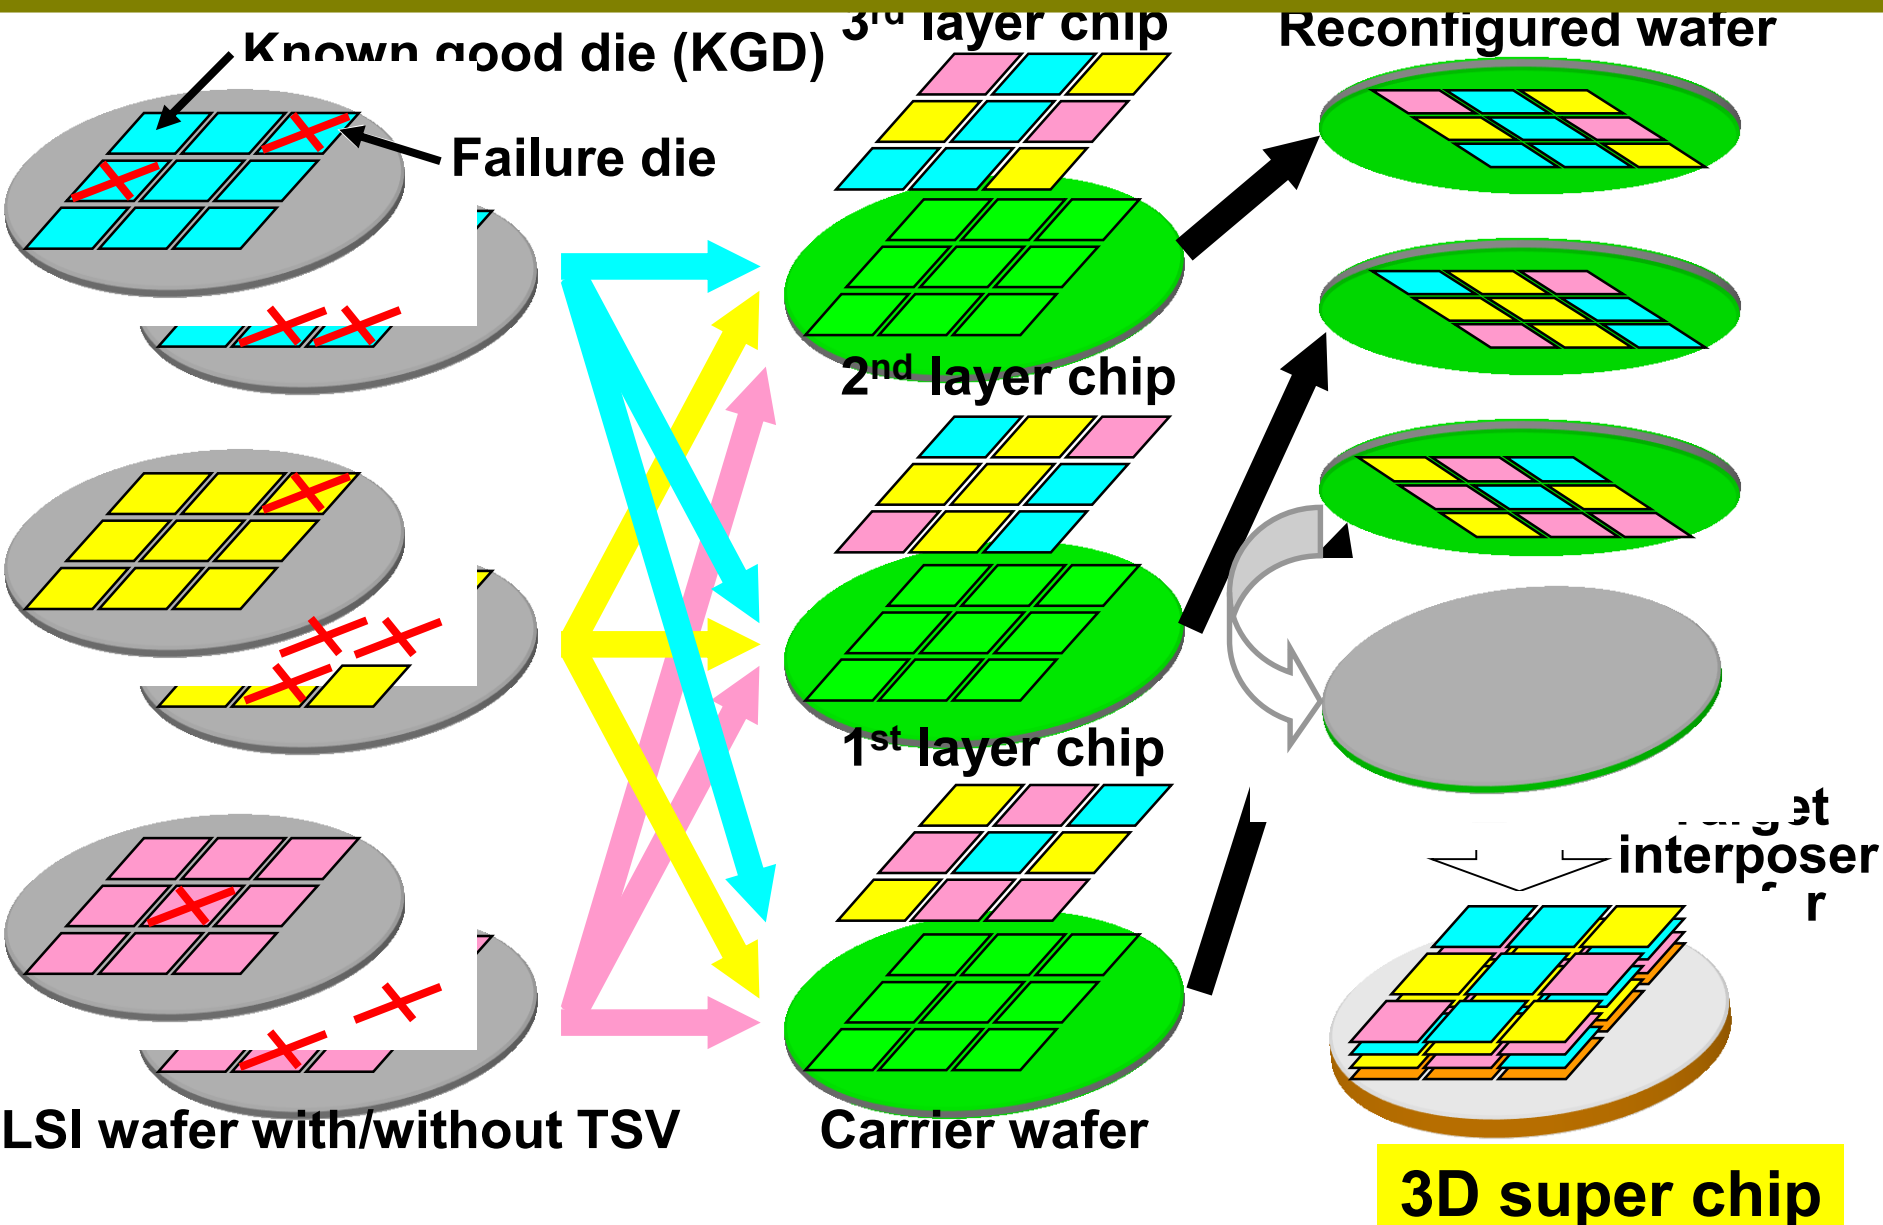 3rd layer chip
Reconfigured wafer
Known good die (KGD)
Failure die
2nd layer chip
1st layer chip
interposer
LSI wafer with/without TSV
Carrier wafer
3D super chip